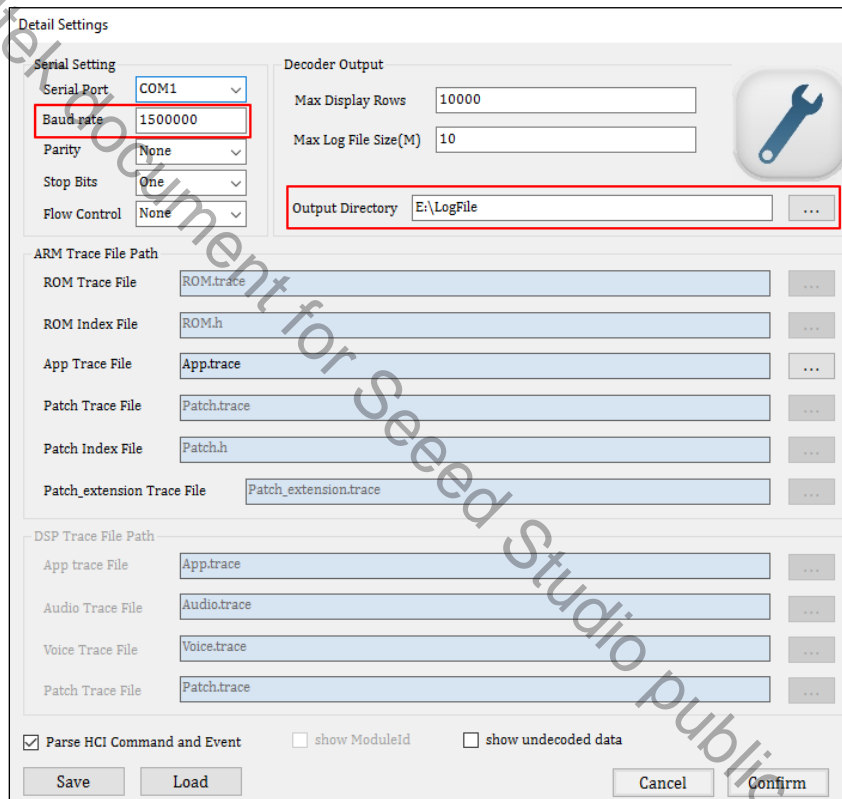 Detail Settings
Serial Setting
Serial Port COM1
Baud rate 1500000
Parity None
Stop Bits One
Flow Control None
Decoder Output
Max Display Rows 10000
Max Log File Size(M) 10
Output Directory E:\LogFile ...
ARM Trace File Path
ROM Trace File ROM.trace ...
ROM Index File ROM.h ...
App Trace File App.trace ...
Patch Trace File Patch.trace ...
Patch Index File Patch.h ...
Patch_extension Trace File Patch_extension.trace ...
DSP Trace File Path
App trace File App.trace ...
Audio Trace File Audio.trace ...
Voice Trace File Voice.trace ...
Patch Trace File Patch.trace ...
Parse HCI Command and Event show ModuleId show undecoded data
Save Load Cancel Confirm
document for Seeed Studio public